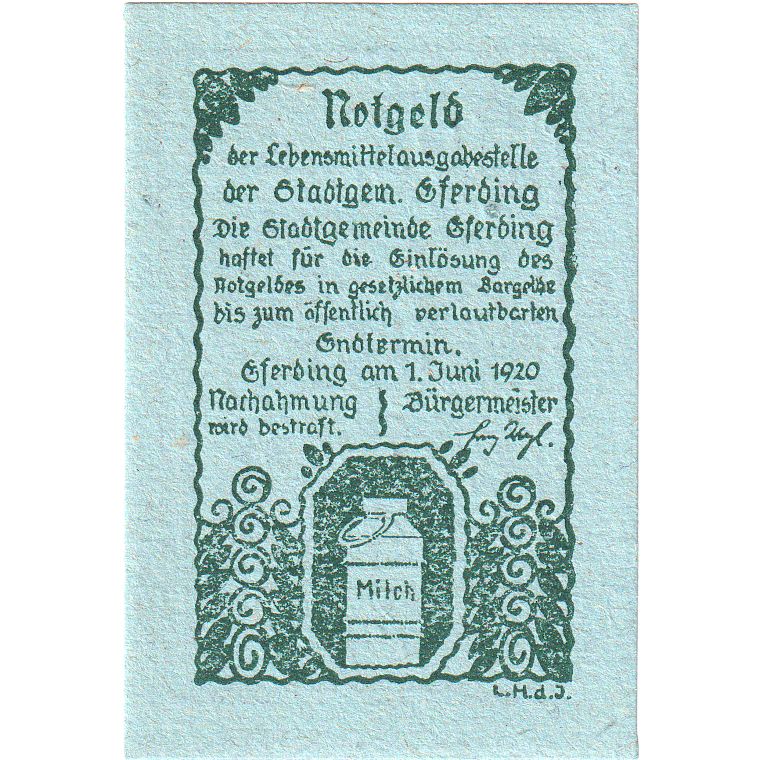 Notgeld
der Lebensmittelausgabestelle
der Stadtgem. Eferding
Die Stadtgemeinde Eferding
haftet für die Einlösung des
Notgeldes in gesetzlichem Bargelde
bis zum öffentlich verlautbarten
Endtermin.
Eferding am 1. Juni 1920
Nachahmung Bürgermeister
wird bestraft.
Milch
L.H.d.J.